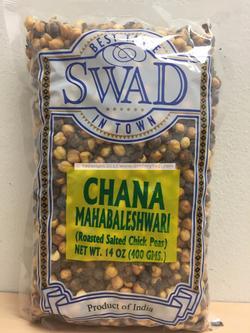 BEST TASTE
SWAD
IN TOWN
CHANA
MAHABALESHWARI
(Roasted Salted Chick Peas)
NET WT. 14 OZ (400 GMS.)
Product of India